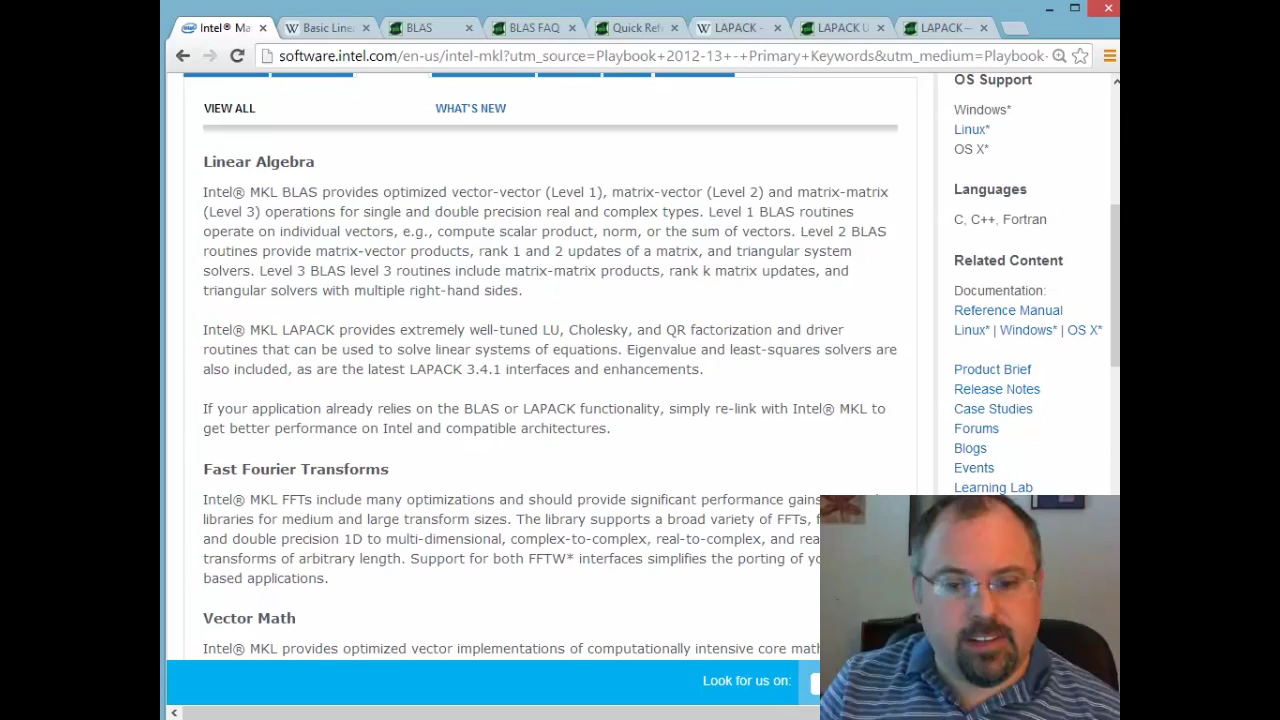 Intel® Ma
Basic Linea
BLAS
BLAS FAQ
Quick Refe
LAPACK -
LAPACK U
LAPACK—
software.intel.com/en-us/intel-mkl?utm_source=Playbook 2012-13 +-+ Primary +Keywords&utm_medium=Playbook
VIEW ALL
WHAT'S NEW
Linear Algebra
Intel® MKL BLAS provides optimized vector-vector (Level 1), matrix-vector (Level 2) and matrix-matrix
(Level 3) operations for single and double precision real and complex types. Level 1 BLAS routines
operate on individual vectors, e.g., compute scalar product, norm, or the sum of vectors. Level 2 BLAS
routines provide matrix-vector products, rank 1 and 2 updates of a matrix, and triangular system
solvers. Level 3 BLAS level 3 routines include matrix-matrix products, rank k matrix updates, and
triangular solvers with multiple right-hand sides.
Intel® MKL LAPACK provides extremely well-tuned LU, Cholesky, and QR factorization and driver
routines that can be used to solve linear systems of equations. Eigenvalue and least-squares solvers are
also included, as are the latest LAPACK 3.4.1 interfaces and enhancements.
If your application already relies on the BLAS or LAPACK functionality, simply re-link with Intel® MKL to
get better performance on Intel and compatible architectures.
Fast Fourier Transforms
Intel® MKL FFTs include many optimizations and should provide significant performance gains
libraries for medium and large transform sizes. The library supports a broad variety of FFTs, f
and double precision 1D to multi-dimensional, complex-to-complex, real-to-complex, and rea
transforms of arbitrary length. Support for both FFTW* interfaces simplifies the porting of yo
based applications.
Vector Math
Intel® MKL provides optimized vector implementations of computationally intensive core math
OS Support
Windows*
Linux*
OS X*
Languages
C, C++, Fortran
Related Content
Documentation:
Reference Manual
Linux* | Windows* | OS X*
Product Brief
Release Notes
Case Studies
Forums
Blogs
Events
Learning Lab
Look for us on: